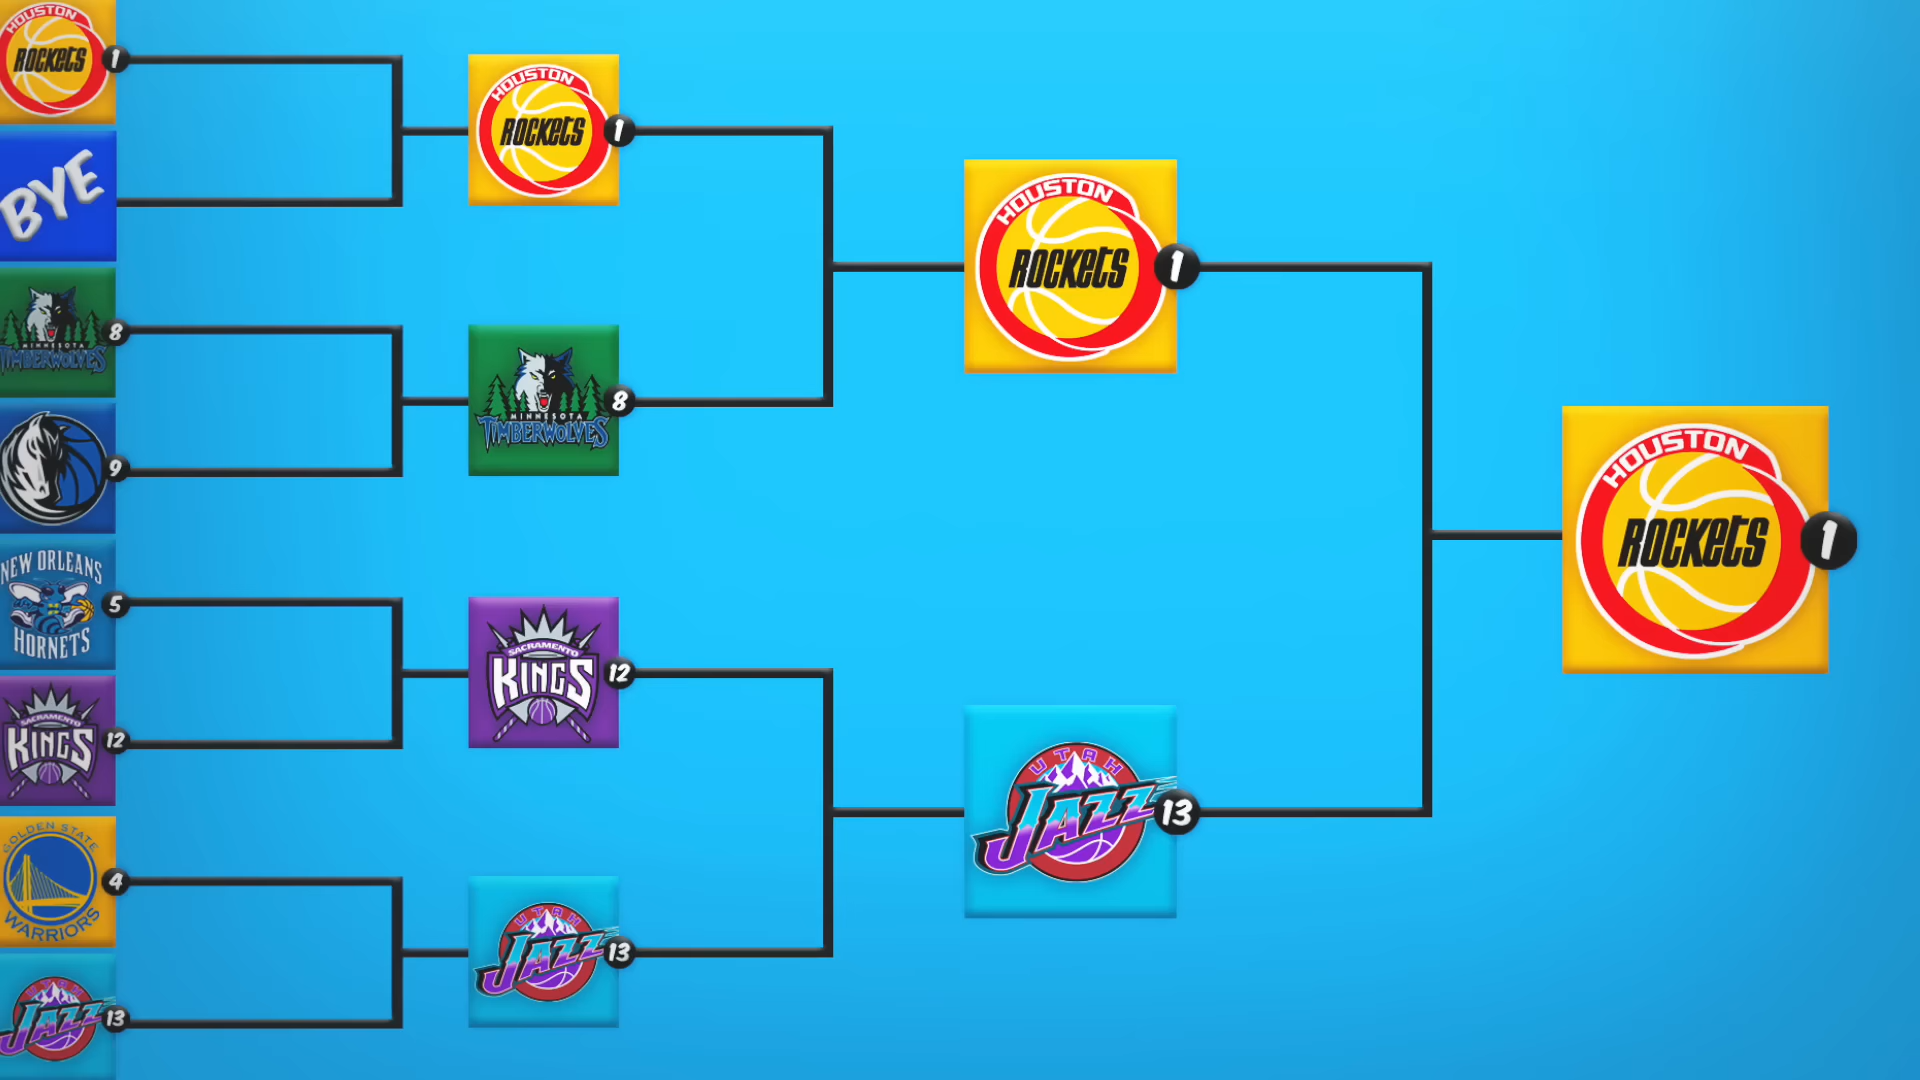 HOUSTON
ROCKETS
1
BYE
MINNESOTA
TIMBERWOLVES
8
9
NEW ORLEANS
HORNETS
5
SACRAMENTO
KINGS
12
GOLDEN STATE
WARRIORS
4
UTAH
JAZZ
13
HOUSTON
ROCKETS
1
MINNESOTA
TIMBERWOLVES
8
SACRAMENTO
KINGS
12
UTAH
JAZZ
13
HOUSTON
ROCKETS
1
UTAH
JAZZ
13
HOUSTON
ROCKETS
1